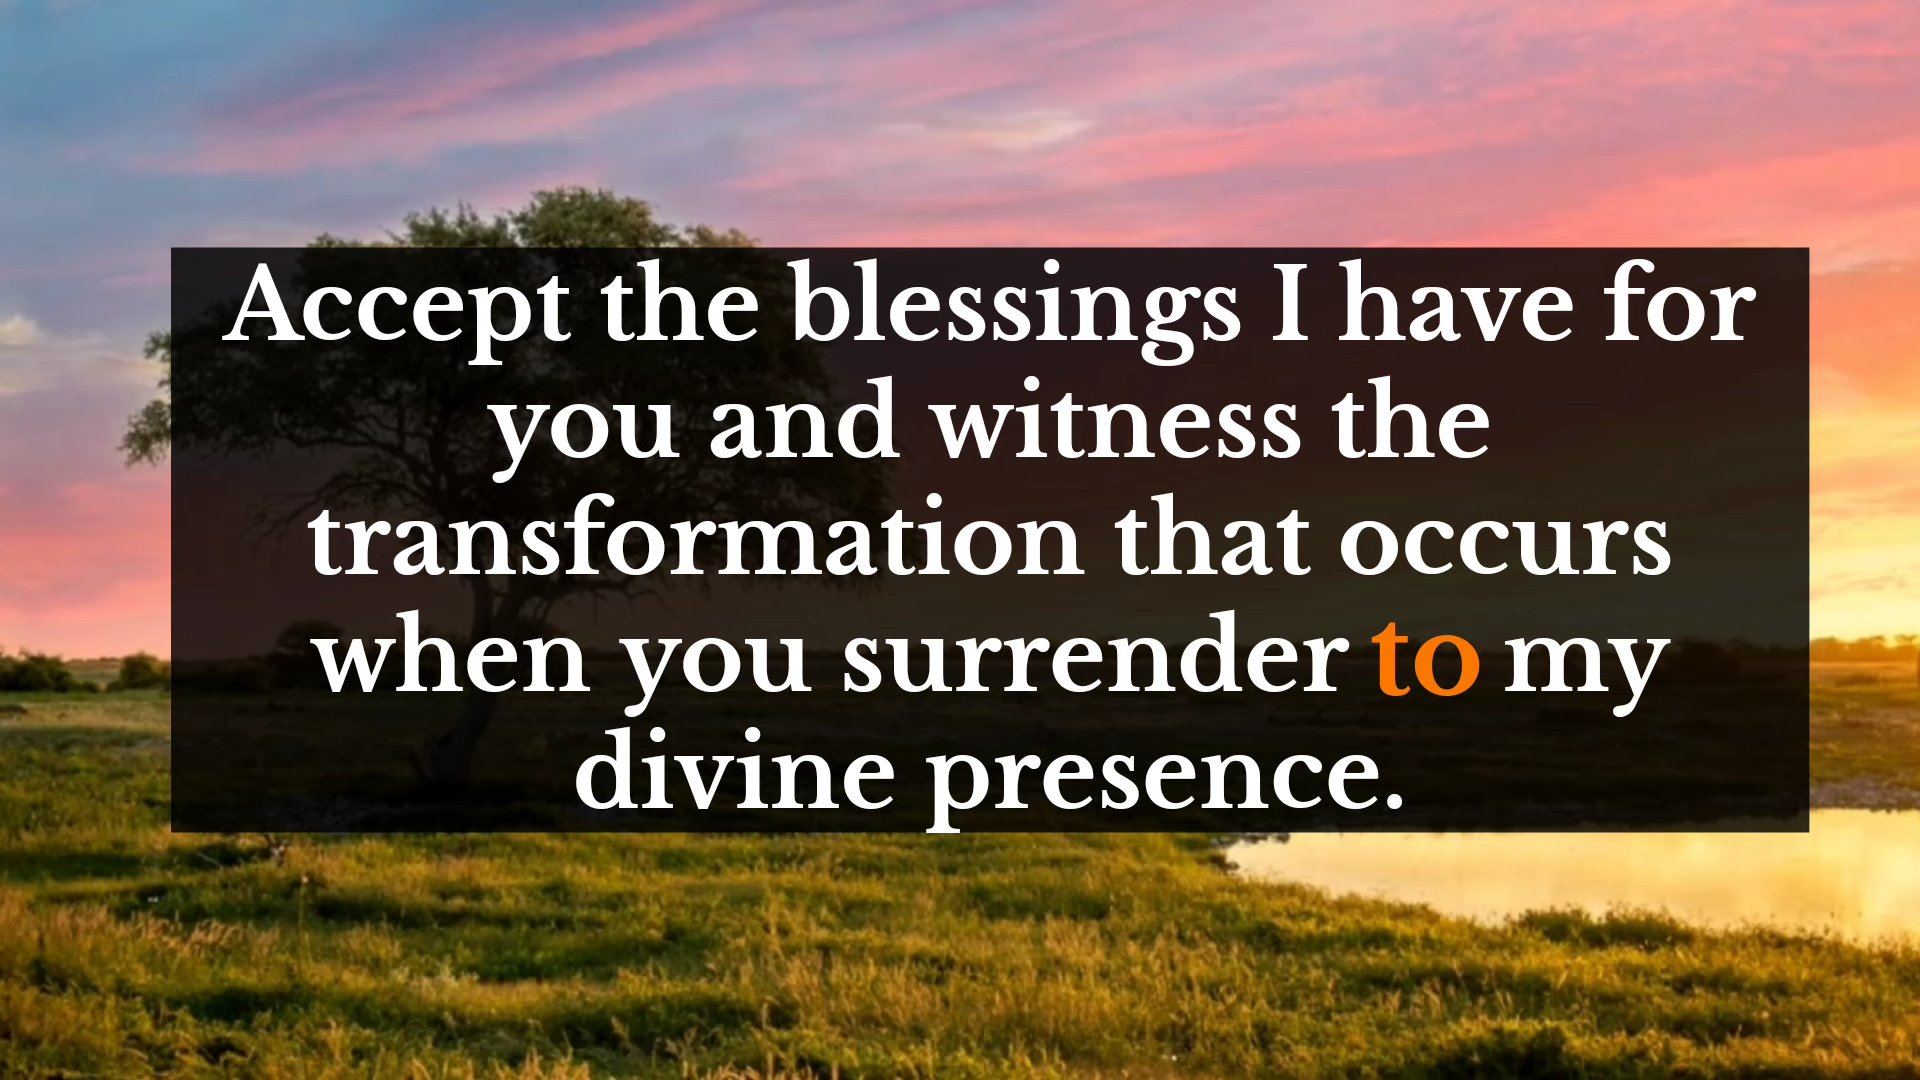 Accept the blessings I have for
you and witness the
transformation that occurs
when you surrender to my
divine presence.